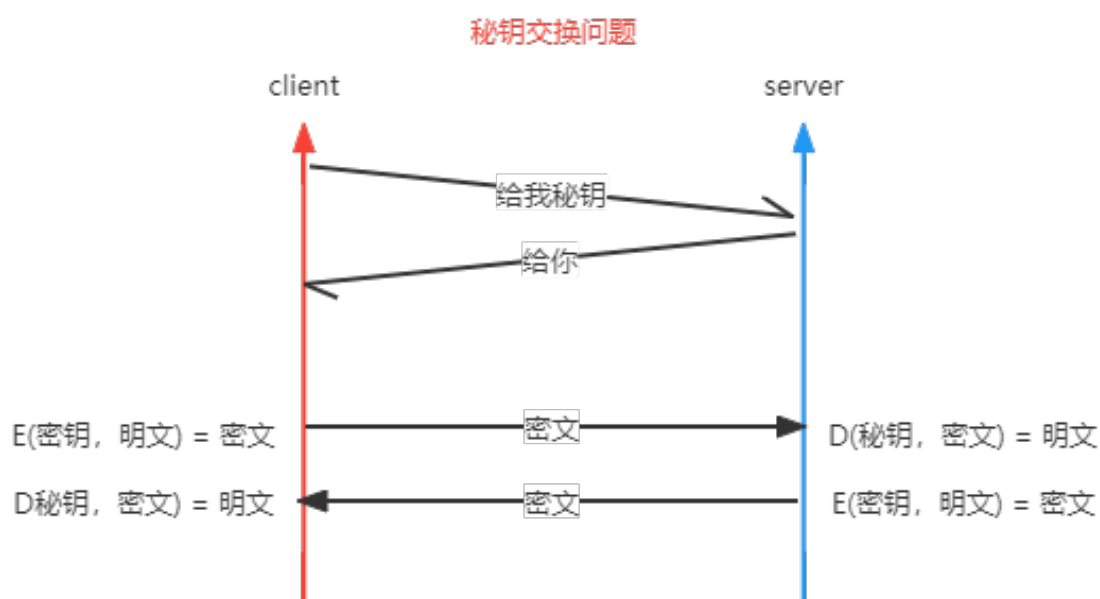 秘钥交换问题
client
server
给我秘钥
给你
E(密钥，明文) = 密文
密文
D(秘钥，密文) = 明文
D秘钥，密文) = 明文
密文
E(密钥，明文) = 密文